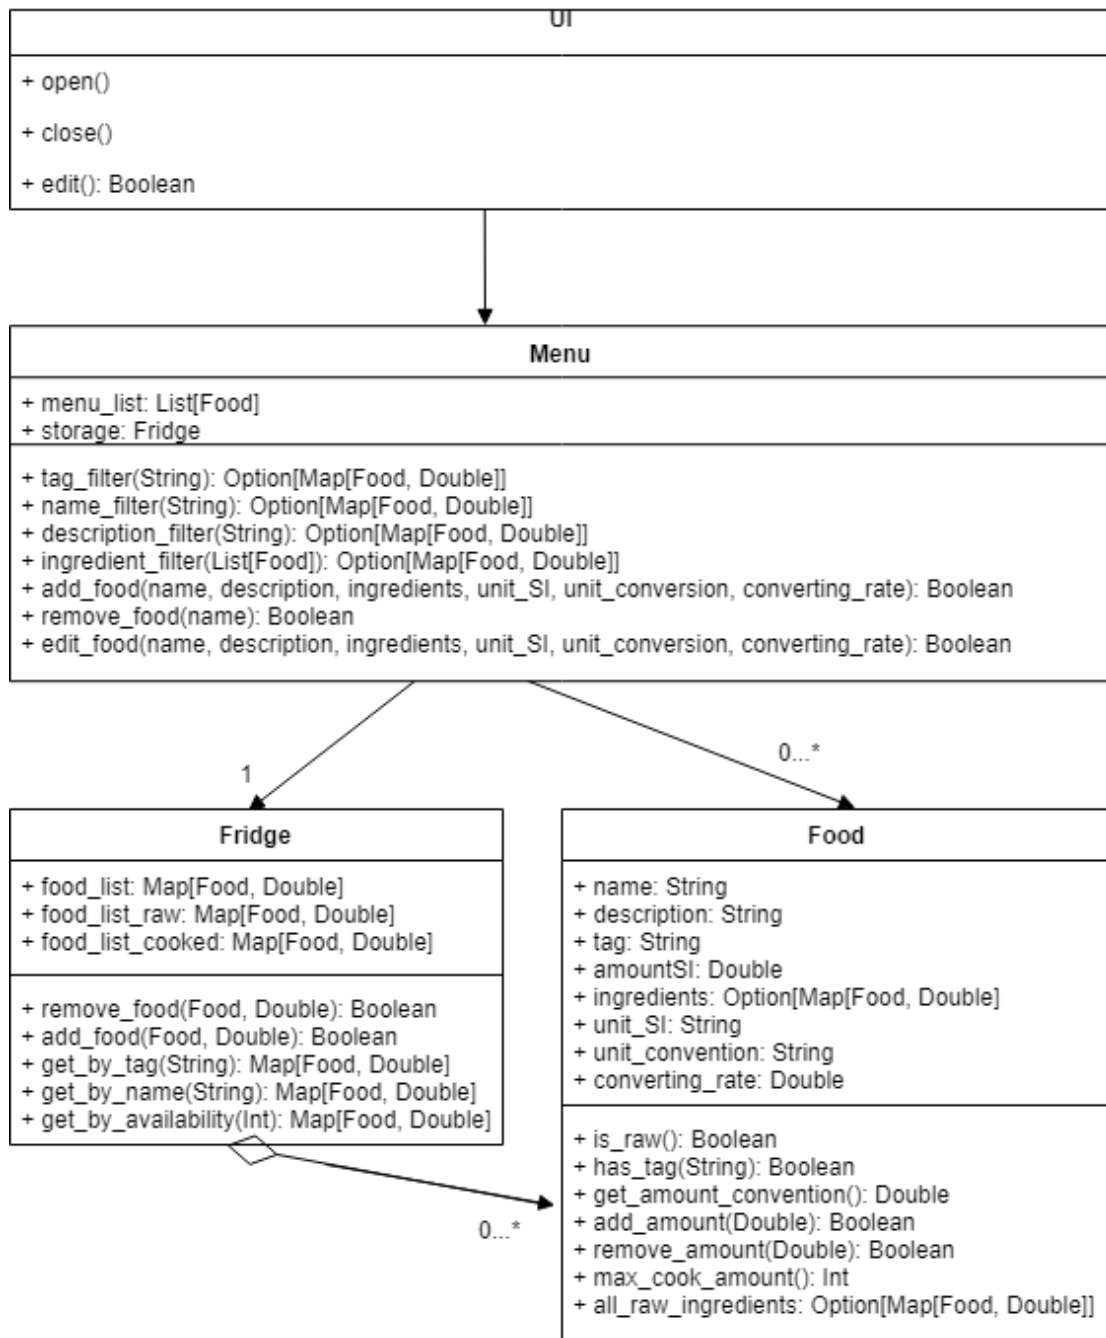 UI
+ open()
+ close()
+ edit(): Boolean
Menu
+ menu_list: List[Food]
+ storage: Fridge
+ tag_filter(String): Option[Map[Food, Double]]
+ name_filter(String): Option[Map[Food, Double]]
+ description_filter(String): Option[Map[Food, Double]]
+ ingredient_filter(List[Food]): Option[Map[Food, Double]]
+ add_food(name, description, ingredients, unit_SI, unit_conversion, converting_rate): Boolean
+ remove_food(name): Boolean
+ edit_food(name, description, ingredients, unit_SI, unit_conversion, converting_rate): Boolean
1
0...*
Fridge
+ food_list: Map[Food, Double]
+ food_list_raw: Map[Food, Double]
+ food_list_cooked: Map[Food, Double]
+ remove_food(Food, Double): Boolean
+ add_food(Food, Double): Boolean
+ get_by_tag(String): Map[Food, Double]
+ get_by_name(String): Map[Food, Double]
+ get_by_availability(Int): Map[Food, Double]
0...*
Food
+ name: String
+ description: String
+ tag: String
+ amountSI: Double
+ ingredients: Option[Map[Food, Double]
+ unit_SI: String
+ unit_convention: String
+ converting_rate: Double
+ is_raw(): Boolean
+ has_tag(String): Boolean
+ get_amount_convention(): Double
+ add_amount(Double): Boolean
+ remove_amount(Double): Boolean
+ max_cook_amount(): Int
+ all_raw_ingredients: Option[Map[Food, Double]]